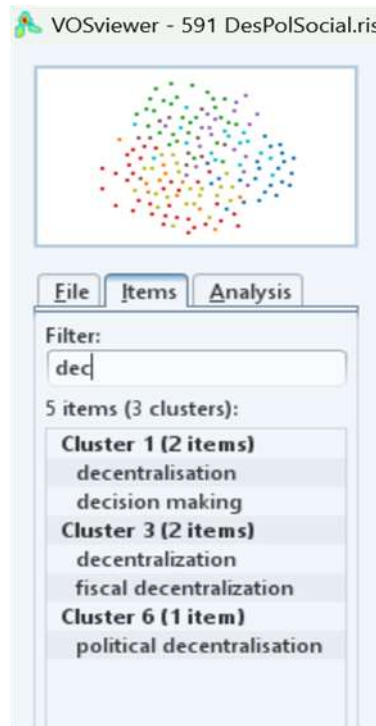 VOSviewer - 591 DesPolSocial.ris
File Items Analysis
Filter:
dec
5 items (3 clusters):
Cluster 1 (2 items)
decentralisation
decision making
Cluster 3 (2 items)
decentralization
fiscal decentralization
Cluster 6 (1 item)
political decentralisation